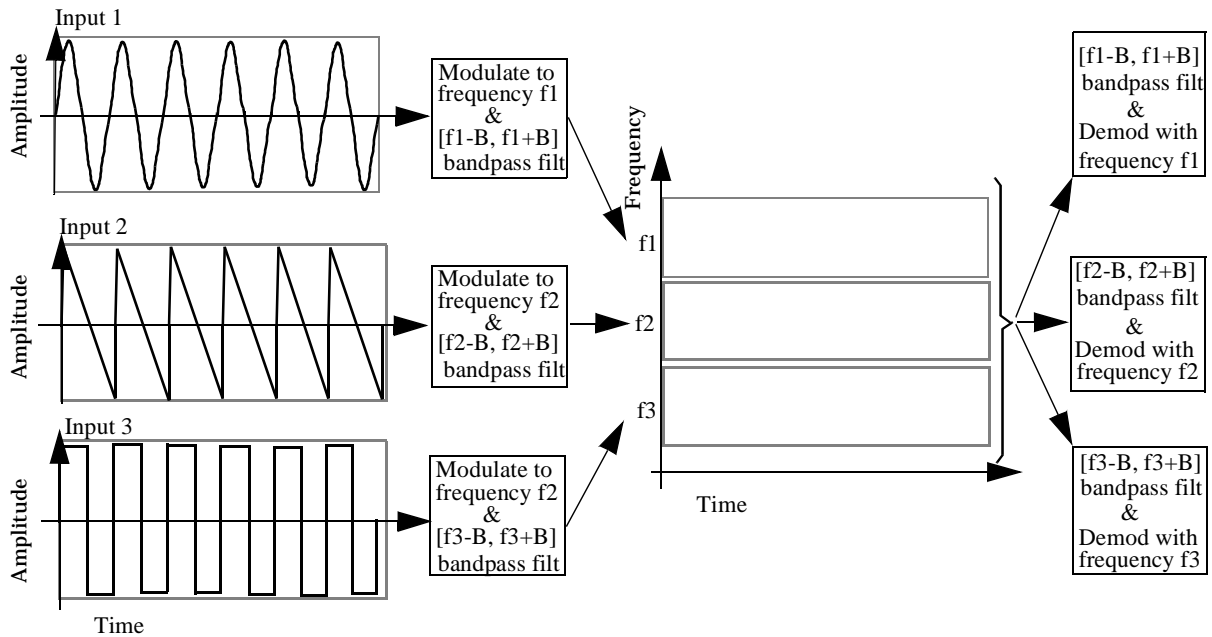 Input 1
Amplitude
Modulate to
frequency f1
&
[f1-B, f1+B]
bandpass filt
Input 2
Amplitude
Modulate to
frequency f2
&
[f2-B, f2+B]
bandpass filt
Input 3
Amplitude
Time
Modulate to
frequency f2
&
[f3-B, f3+B]
bandpass filt
Frequency
f1
f2
f3
Time
[f1-B, f1+B]
bandpass filt
&
Demod with
frequency f1
[f2-B, f2+B]
bandpass filt
&
Demod with
frequency f2
[f3-B, f3+B]
bandpass filt
&
Demod with
frequency f3